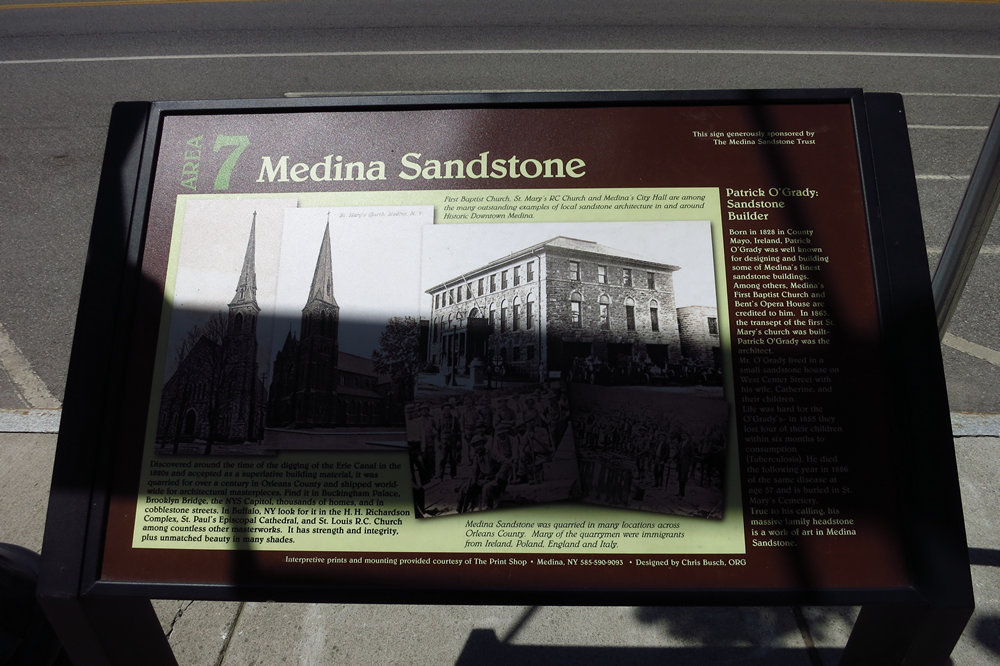 AREA 7
Medina Sandstone
This sign generously sponsored by
The Medina Sandstone Trust
First Baptist Church, St. Mary's RC Church and Medina's City Hall are among
the many outstanding examples of local sandstone architecture in and around
Historic Downtown Medina.
St. Mary's Church, Medina, N. Y.
Discovered around the time of the digging of the Erie Canal in the
1820s and accepted as a superlative building material, it was
quarried for over a century in Orleans County and shipped world-
wide for architectural masterpieces. Find it in Buckingham Palace,
Brooklyn Bridge, the NYS Capitol, thousands of homes, and in
cobblestone streets. In Buffalo, NY look for it in the H. H. Richardson
Complex, St. Paul's Episcopal Cathedral, and St. Louis R.C. Church
among countless other masterworks. It has strength and integrity,
plus unmatched beauty in many shades.
Medina Sandstone was quarried in many locations across
Orleans County. Many of the quarrymen were immigrants
from Ireland, Poland, England and Italy.
Patrick O'Grady:
Sandstone
Builder
Born in 1828 in County
Mayo, Ireland, Patrick
O'Grady was well known
for designing and building
some of Medina's finest
sandstone buildings.
Among others, Medina's
First Baptist Church and
Bent's Opera House are
credited to him. In 1865,
the transept of the first St.
Mary's church was built-
Patrick O'Grady was the
architect.
Mr. O'Grady lived in a
small sandstone house on
West Center Street with
his wife, Catherine, and
their children.
Life was hard for the
O'Grady's- in 1885 they
lost four of their children
within six months to
consumption
(Tuberculosis). He died
the following year in 1886
of the same disease at
age 57 and is buried in St.
Mary's Cemetery.
True to his calling, his
massive family headstone
is a work of art in Medina
Sandstone.
Interpretive prints and mounting provided courtesy of The Print Shop • Medina, NY 585-590-9093 • Designed by Chris Busch, ORG